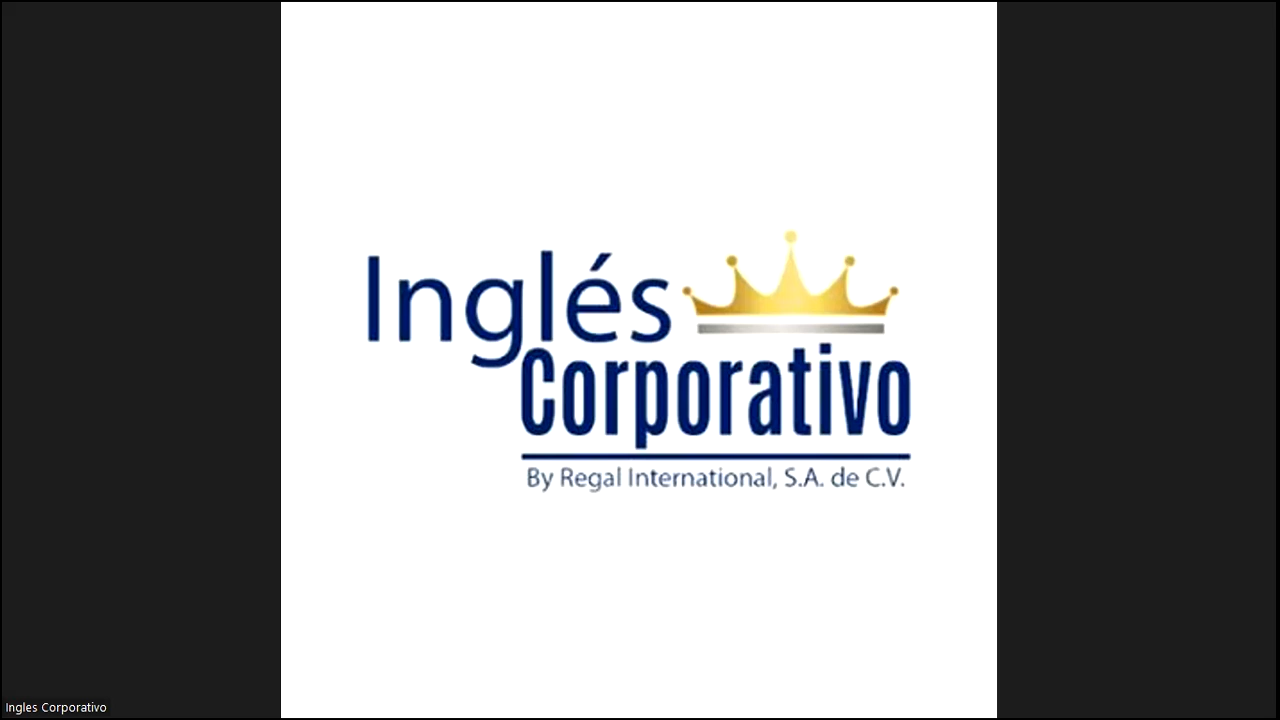 Inglés
Corporativo
By Regal International, S.A. de C.V.
Ingles Corporativo